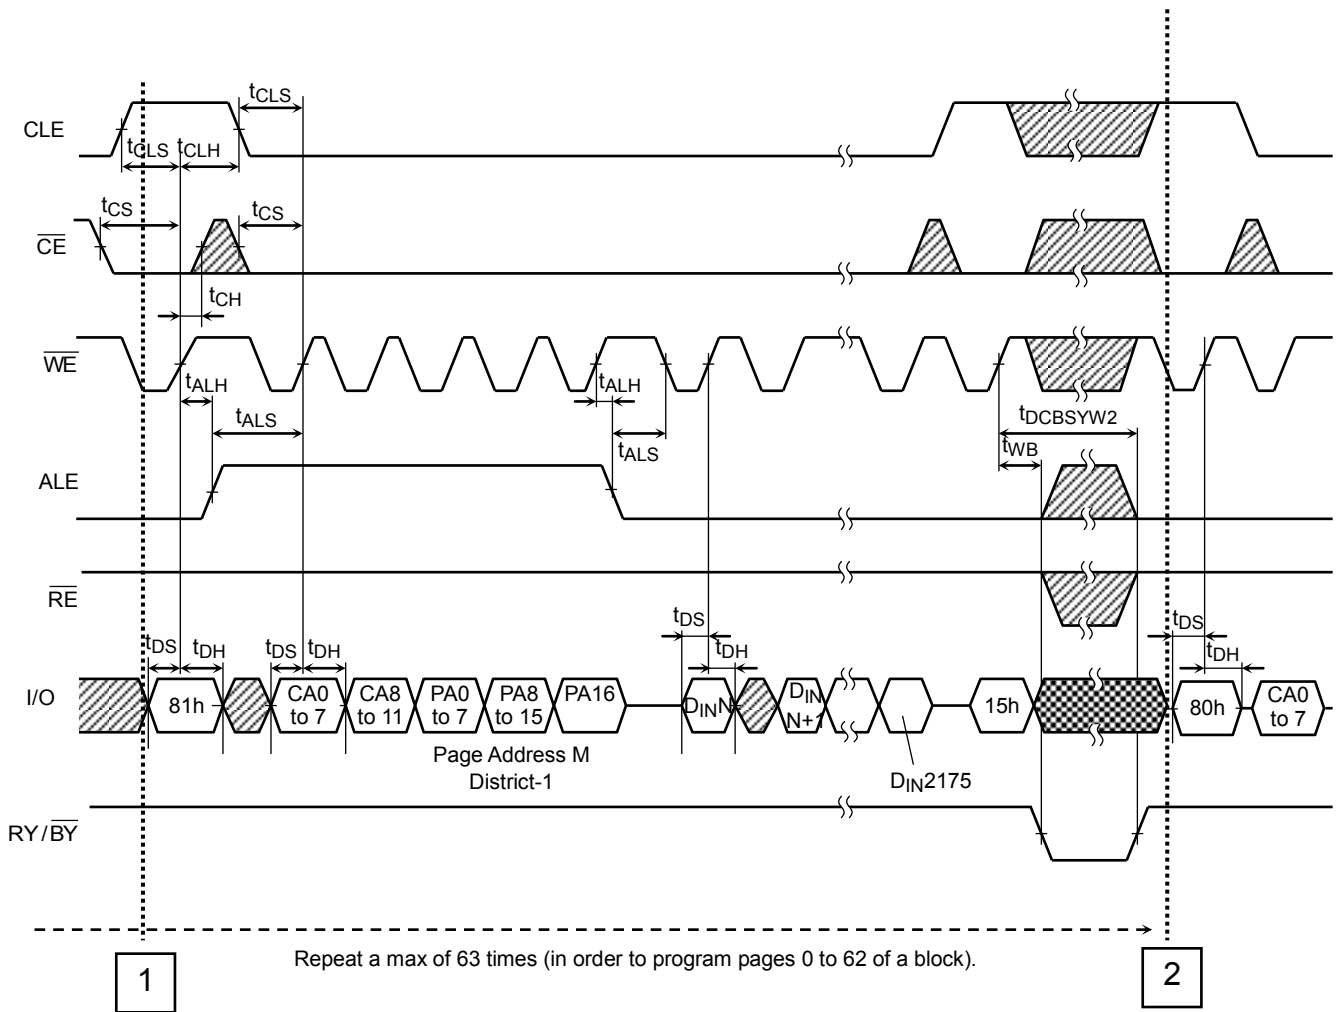 tCLS
CLE
tCLS tCLH
tCS tCS
CE
tCH
WE
tALH tALH
tALS tDCBSYW2
tALS tWB
ALE
RE
tDS tDH tDS tDH tDS tDH tDS tDH
I/O 81h CA0 to 7 CA8 to 11 PA0 to 7 PA8 to 15 PA16 DINN DIN N+1 15h 80h CA0 to 7
Page Address M
District-1
DIN2175
RY/BY
Repeat a max of 63 times (in order to program pages 0 to 62 of a block).
1 2